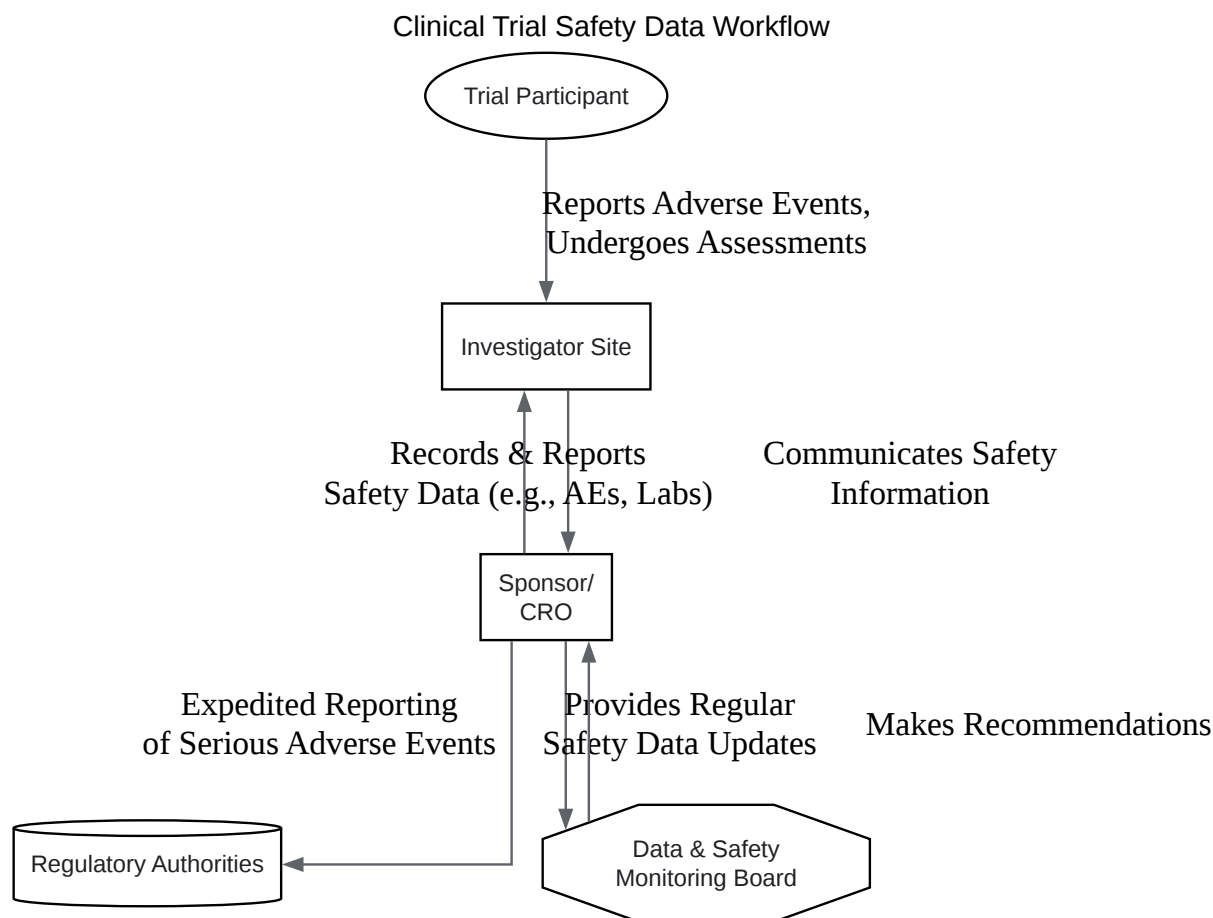 Clinical Trial Safety Data Workflow
Trial Participant
Reports Adverse Events,
Undergoes Assessments
Investigator Site
Records & Reports
Safety Data (e.g., AEs, Labs)
Communicates Safety
Information
Sponsor/
CRO
Expedited Reporting
of Serious Adverse Events
Provides Regular
Safety Data Updates
Makes Recommendations
Regulatory Authorities
Data & Safety
Monitoring Board